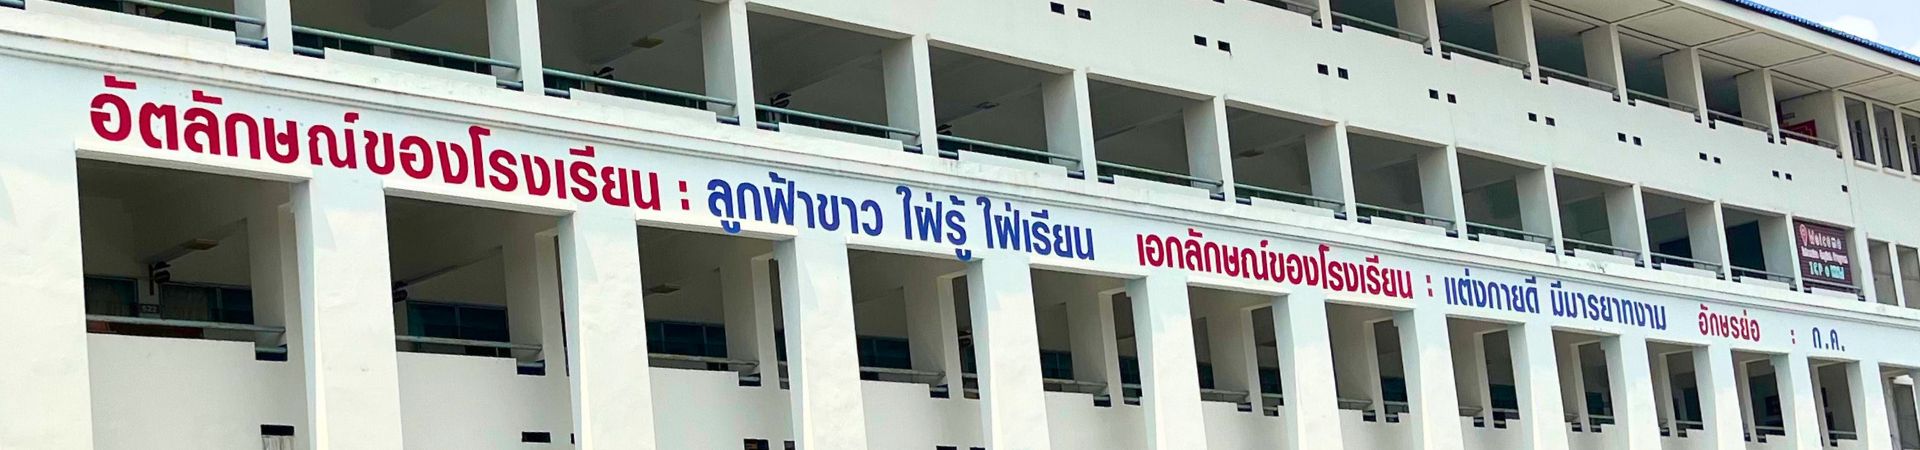 อัตลักษณ์ของโรงเรียน : ลูกฟ้าขาว ใฝ่รู้ ใฝ่เรียน เอกลักษณ์ของโรงเรียน : แต่งกายดี มีมารยาทงาม อักษรย่อ : ก.ค.
Welcome
522